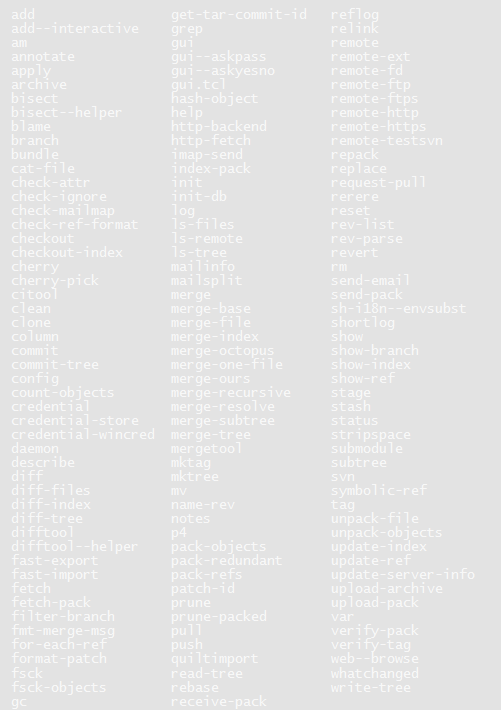 add get-tar-commit-id reflog
add--interactive grep relink
am gui remote
annotate gui--askpass remote-ext
apply gui--askyesno remote-fd
archive gui.tcl remote-ftp
bisect hash-object remote-ftps
bisect--helper help remote-http
blame http-backend remote-https
branch http-fetch remote-testsvn
bundle imap-send repack
cat-file index-pack replace
check-attr init request-pull
check-ignore init-db rerere
check-mailmap log reset
check-ref-format ls-files rev-list
checkout ls-remote rev-parse
checkout-index ls-tree revert
cherry mailinfo rm
cherry-pick mailsplit send-email
citool merge send-pack
clean merge-base sh-i18n--envsubst
clone merge-file shortlog
column merge-index show
commit merge-octopus show-branch
commit-tree merge-one-file show-index
config merge-ours show-ref
count-objects merge-recursive stage
credential merge-resolve stash
credential-store merge-subtree status
credential-wincred merge-tree stripspace
daemon mergetool submodule
describe mktag subtree
diff mktree svn
diff-files mv symbolic-ref
diff-index name-rev tag
diff-tree notes unpack-file
difftool p4 unpack-objects
difftool--helper pack-objects update-index
fast-export pack-redundant update-ref
fast-import pack-refs update-server-info
fetch patch-id upload-archive
fetch-pack prune upload-pack
filter-branch prune-packed var
fmt-merge-msg pull verify-pack
for-each-ref push verify-tag
format-patch quiltimport web--browse
fsck read-tree whatchanged
fsck-objects rebase write-tree
gc receive-pack